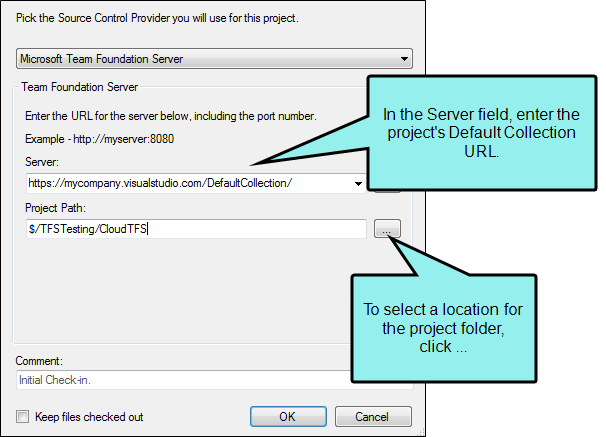 Pick the Source Control Provider you will use for this project.
Microsoft Team Foundation Server
Team Foundation Server
Enter the URL for the server below, including the port number.
Example - http://myserver:8080
Server:
https://mycompany.visualstudio.com/DefaultCollection/
In the Server field, enter the
project's Default Collection
URL.
Project Path:
$/TFSTesting/CloudTFS
...
To select a location for
the project folder,
click ...
Comment:
Initial Check-in.
Keep files checked out
OK
Cancel